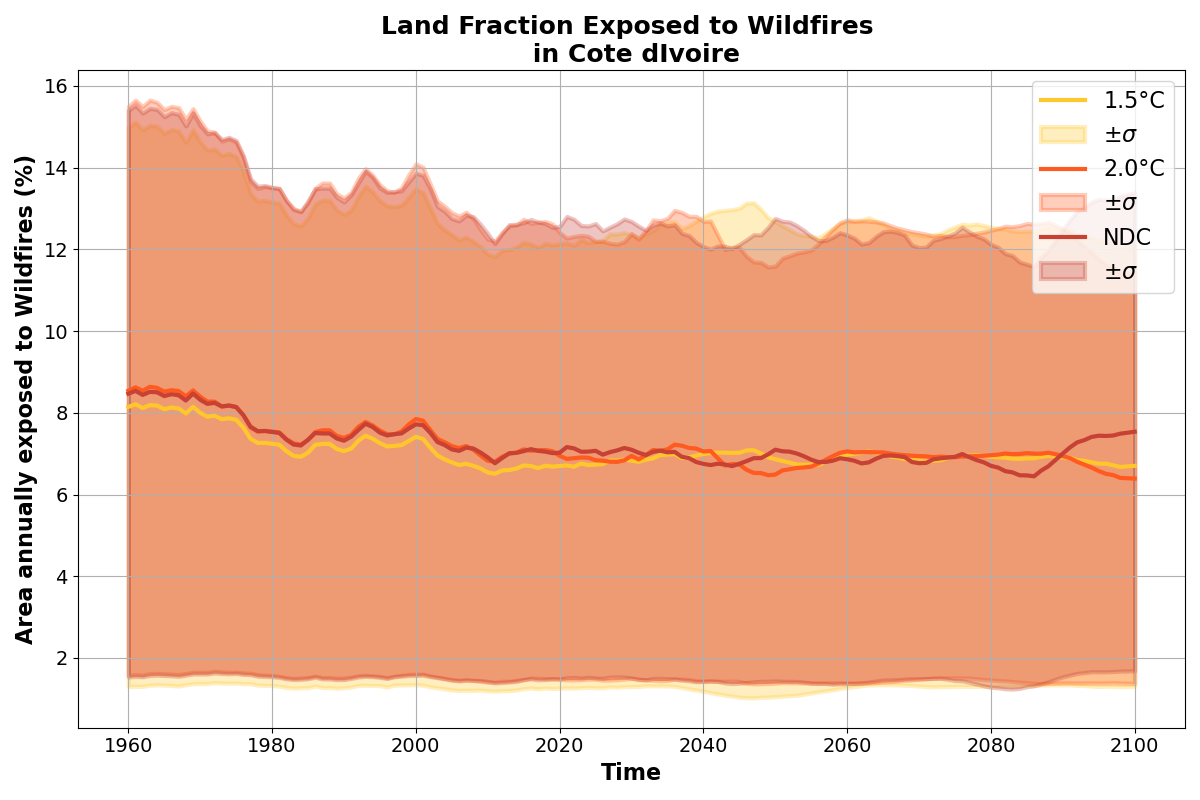 Land Fraction Exposed to Wildfires
in Cote dIvoire
Area annually exposed to Wildfires (%)
16
14
12
10
8
6
4
2
1.5°C
±σ
2.0°C
±σ
NDC
±σ
1960 1980 2000 2020 2040 2060 2080 2100
Time